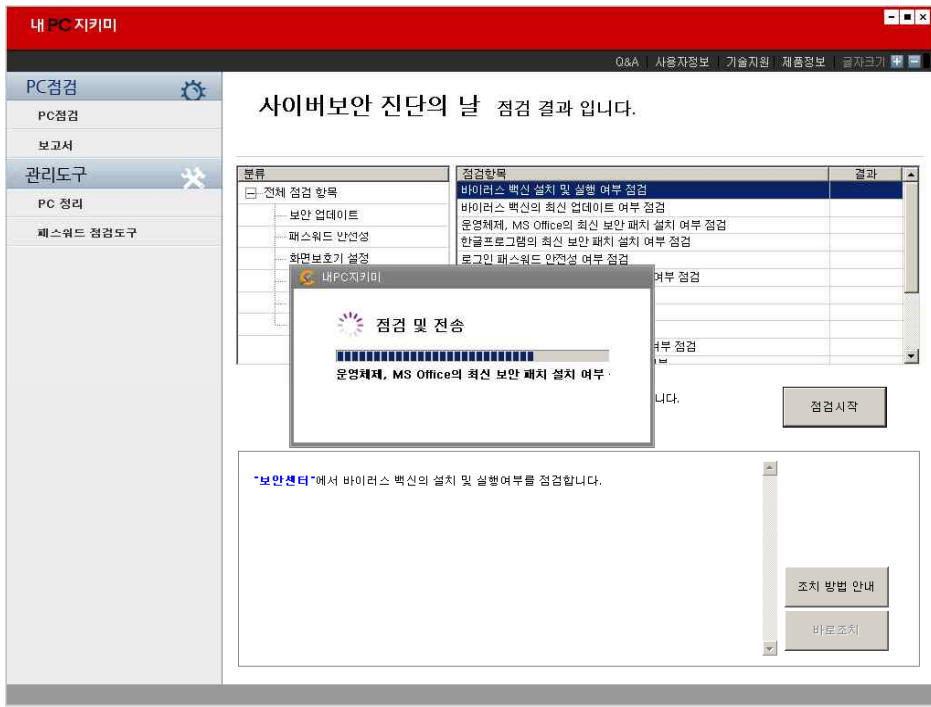 내 PC 지키미
Q&A 사용자정보 기술지원 제품정보 글자크기
PC점검
PC점검
보고서
관리도구
PC 정리
패스워드 점검도구
사이버보안 진단의 날 점검 결과 입니다.
분류
전체 점검 항목
보안 업데이트
패스워드 안전성
화면보호기 설정
점검항목 결과
바이러스 백신 설치 및 실행 여부 점검
바이러스 백신의 최신 업데이트 여부 점검
운영체제, MS Office의 최신 보안 패치 설치 여부 점검
한글프로그램의 최신 보안 패치 설치 여부 점검
로그인 패스워드 안전성 여부 점검
여부 점검
여부 점검
내PC지키미
점검 및 전송
운영체제, MS Office의 최신 보안 패치 설치 여부
니다.
점검시작
"보안센터"에서 바이러스 백신의 설치 및 실행여부를 점검합니다.
조치 방법 안내
바로조치